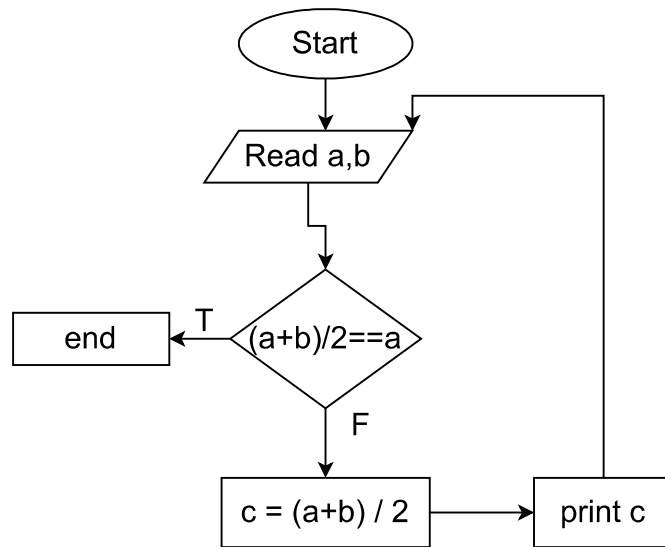 Start
Read a,b
(a+b)/2==a
T
end
F
c = (a+b) / 2
print c